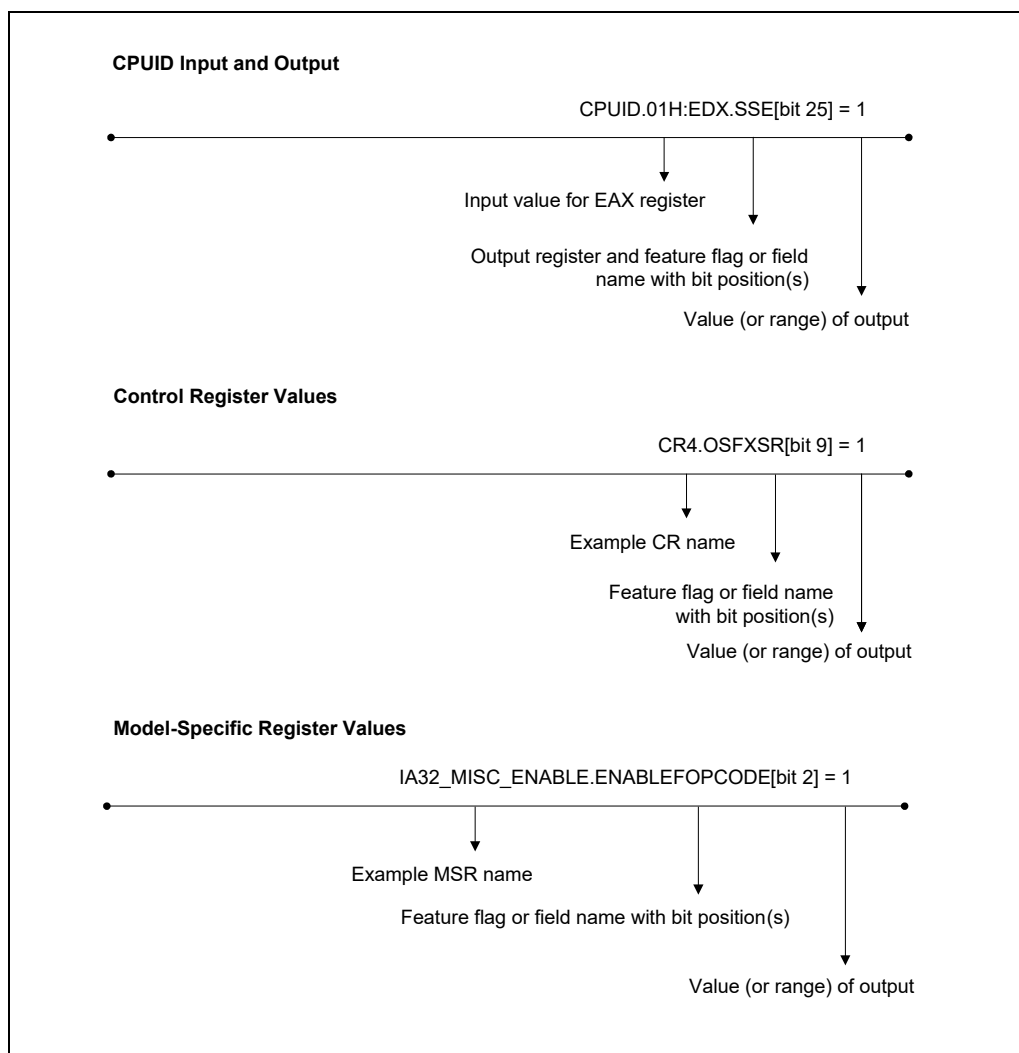 CPUID Input and Output
CPUID.01H:EDX.SSE[bit 25] = 1
Input value for EAX register
Output register and feature flag or field
name with bit position(s)
Value (or range) of output
Control Register Values
CR4.OSFXSR[bit 9] = 1
Example CR name
Feature flag or field name
with bit position(s)
Value (or range) of output
Model-Specific Register Values
IA32_MISC_ENABLE.ENABLEFOPCODE[bit 2] = 1
Example MSR name
Feature flag or field name with bit position(s)
Value (or range) of output